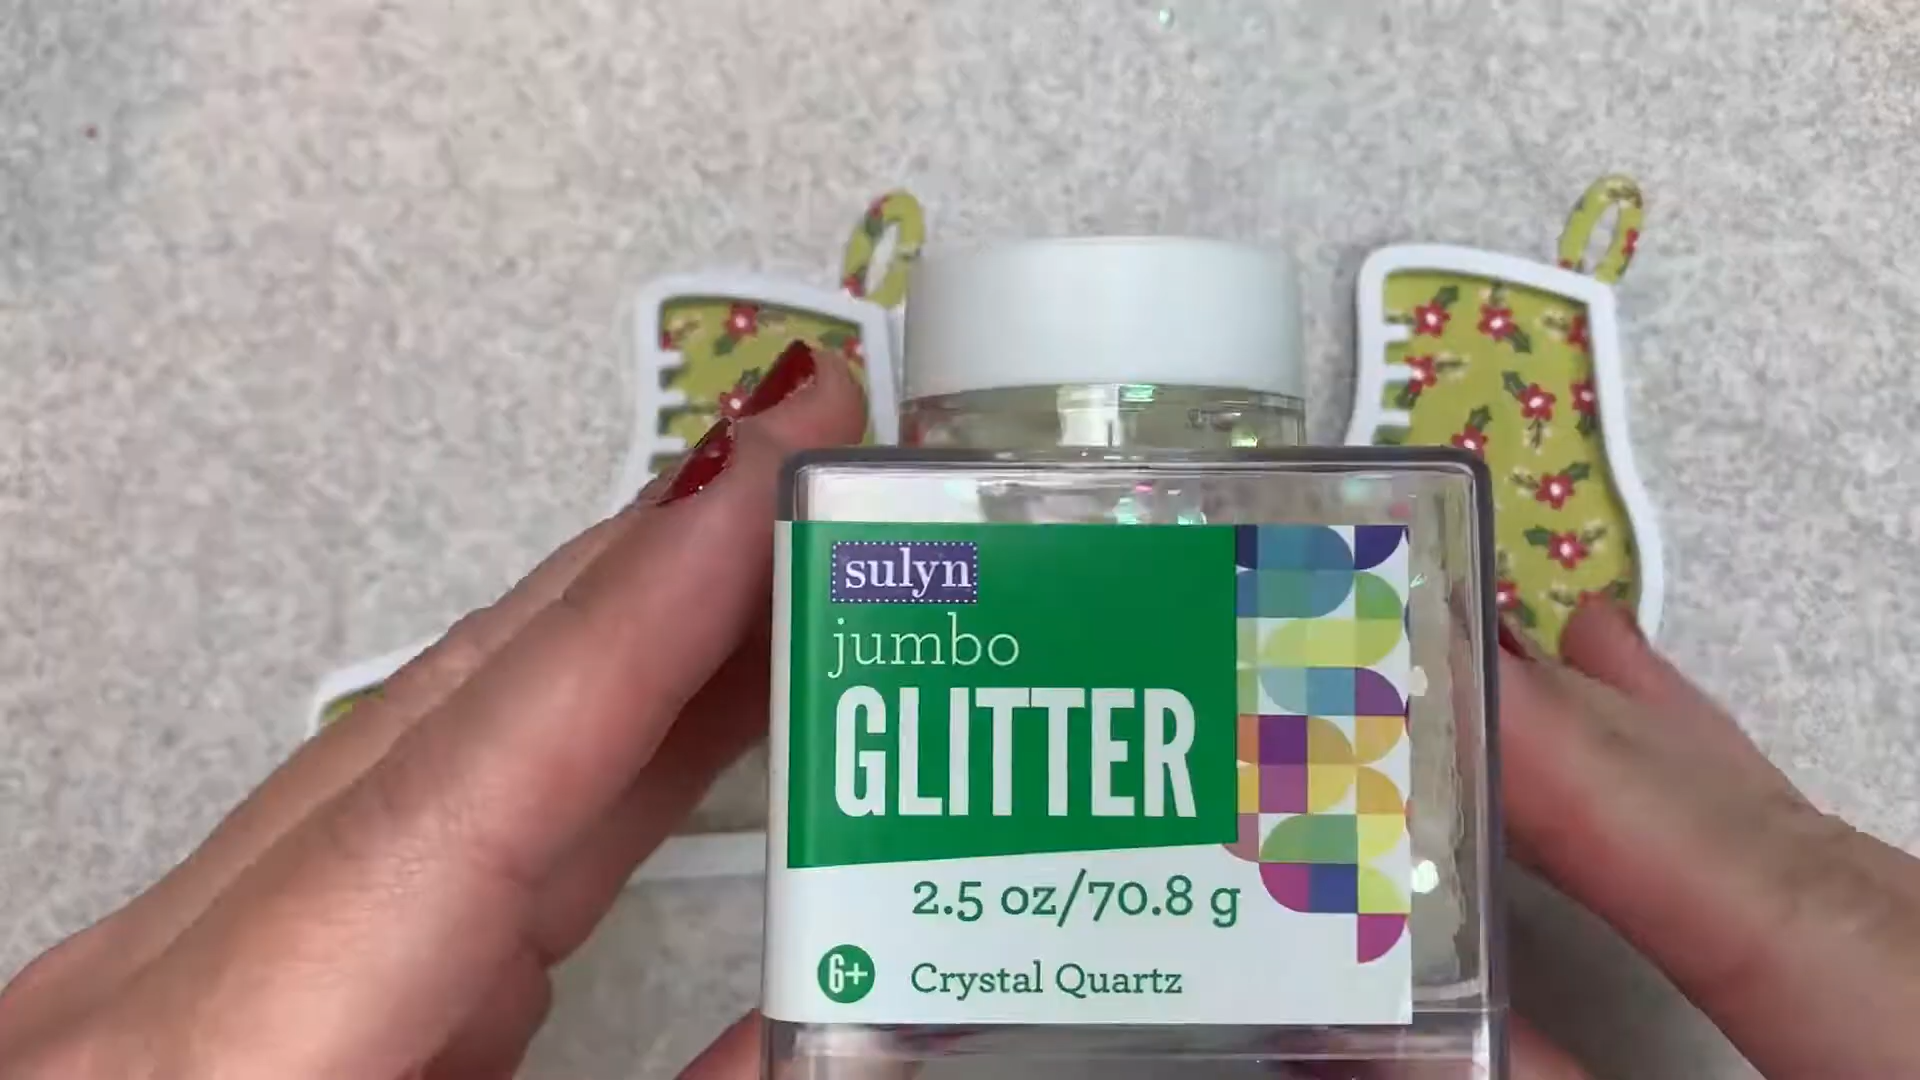 sulyn
jumbo
GLITTER
2.5 oz/70.8 g
6+
Crystal Quartz